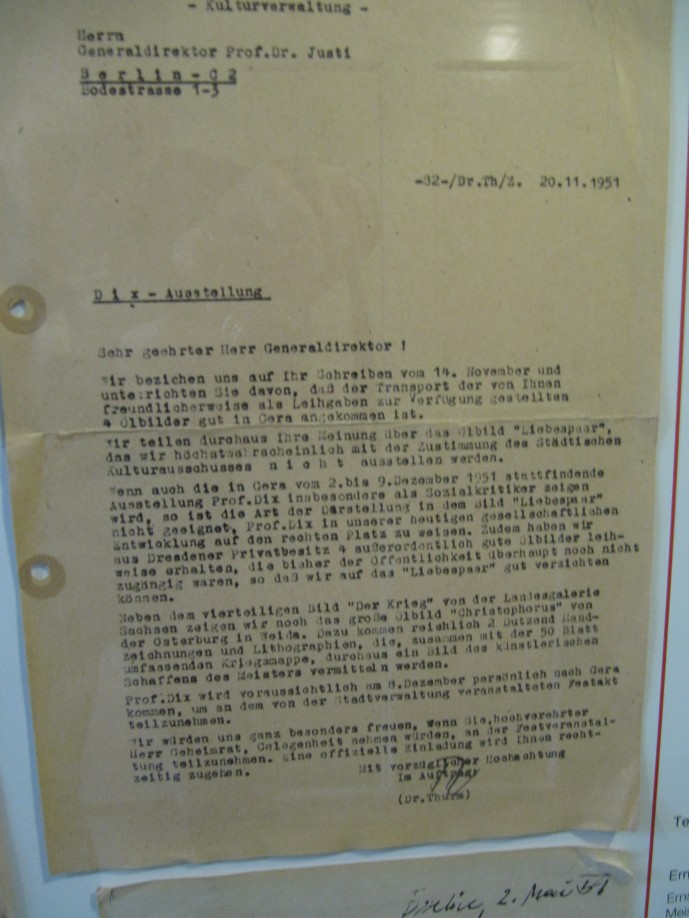 - Kulturverwaltung -
Herrn
Generaldirektor Prof.Dr. Justi
B e r l i n - C 2
Bodestrasse 1-3
-32-/Dr.Th/Z. 20.11.1951
D i x - Ausstellung
Sehr geehrter Herr Generaldirektor !
Wir beziehen uns auf Ihr Schreiben vom 14. November und
unterrichten Sie davon, daß der Transport der von Ihnen
freundlicherweise als Leihgaben zur Verfügung gestellten
4 Ölbilder gut in Gera angekommen ist.
Wir teilen durchaus Ihre Meinung über das Ölbild "Liebespaar",
das wir höchstwahrscheinlich mit der Zustimmung des Städtischen
Kulturausschusses n i c h t ausstellen werden.
Wenn auch die in Gera vom 2.bis 9.Dezember 1951 stattfindende
Ausstellung Prof.Dix insbesondere als Sozialkritiker zeigen
wird, so ist die Art der Darstellung in dem Bild "Liebespaar"
nicht geeignet, Prof.Dix in unserer heutigen gesellschaftlichen
Entwicklung auf den rechten Platz zu weisen. Zudem haben wir
aus Dresdener Privatbesitz 4 außerordentlich gute Ölbilder leih-
weise erhalten, die bisher der Öffentlichkeit überhaupt noch nicht
zugängig waren, so daß wir auf das "Liebespaar" gut verzichten
können.
Neben dem vierteiligen Bild "Der Krieg" von der Landesgalerie
Sachsen zeigen wir noch das große Ölbild "Christophorus" von
der Osterburg in Weida. Dazu kommen reichlich 2 Dutzend Hand-
zeichnungen und Lithographien, die, zusammen mit der 50 Blatt
umfassenden Kriegsmappe, durchaus ein Bild des künstlerischen
Schaffens des Meisters vermitteln werden.
Prof.Dix wird voraussichtlich am 8.Dezember persönlich nach Gera
kommen, um an dem von der Stadtverwaltung veranstalteten Festakt
teilzunehmen.
Wir würden uns ganz besonders freuen, wenn Sie,hochverehrter
Herr Geheimrat, Gelegenheit nehmen würden, an der Festveranstal-
tung teilzunehmen. Eine offizielle Einladung wird Ihnen recht-
zeitig zugehen.
Mit vorzüglicher Hochachtung
Im Auftrag:
(Dr.Thurm)
Berlin, 2. Mai 51
Te
Ern
Ern
Mei